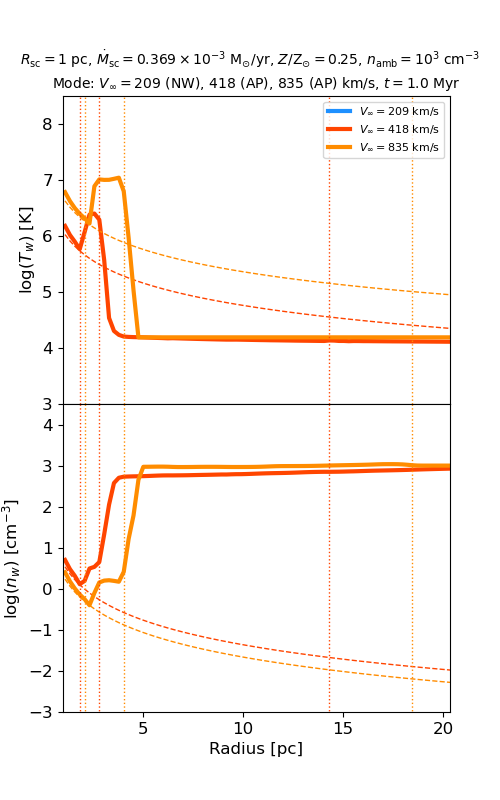 R_sc = 1 pc, Ṁ_sc = 0.369 × 10^−3 M_⊙/yr, Z/Z_⊙ = 0.25, n_amb = 10^3 cm^−3
Mode: V_∞ = 209 (NW), 418 (AP), 835 (AP) km/s, t = 1.0 Myr
V_∞ = 209 km/s
V_∞ = 418 km/s
V_∞ = 835 km/s
log(T_w) [K]
8
7
6
5
4
3
log(n_w) [cm^−3]
4
3
2
1
0
−1
−2
−3
5 10 15 20
Radius [pc]